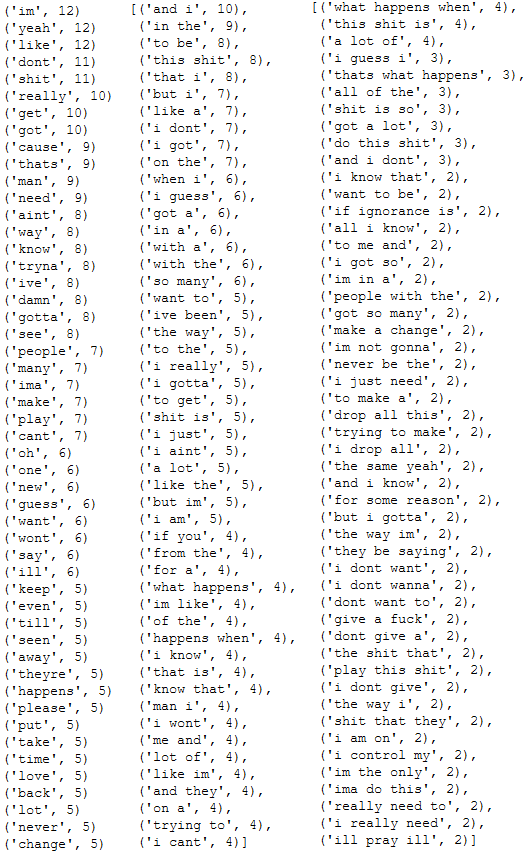 ('im', 12)
('yeah', 12)
('like', 12)
('dont', 11)
('shit', 11)
('really', 10)
('get', 10)
('got', 10)
('cause', 9)
('thats', 9)
('man', 9)
('need', 9)
('aint', 8)
('way', 8)
('know', 8)
('tryna', 8)
('ive', 8)
('damn', 8)
('gotta', 8)
('see', 8)
('people', 7)
('many', 7)
('ima', 7)
('make', 7)
('play', 7)
('cant', 7)
('oh', 6)
('one', 6)
('new', 6)
('guess', 6)
('want', 6)
('wont', 6)
('say', 6)
('ill', 6)
('keep', 5)
('even', 5)
('till', 5)
('seen', 5)
('away', 5)
('theyre', 5)
('happens', 5)
('please', 5)
('put', 5)
('take', 5)
('time', 5)
('love', 5)
('back', 5)
('lot', 5)
('never', 5)
('change', 5)
[('and i', 10),
('in the', 9),
('to be', 8),
('this shit', 8),
('that i', 8),
('but i', 7),
('like a', 7),
('i dont', 7),
('i got', 7),
('on the', 7),
('when i', 6),
('i guess', 6),
('got a', 6),
('in a', 6),
('with a', 6),
('with the', 6),
('so many', 6),
('want to', 5),
('ive been', 5),
('the way', 5),
('to the', 5),
('i really', 5),
('i gotta', 5),
('to get', 5),
('shit is', 5),
('i just', 5),
('i aint', 5),
('a lot', 5),
('like the', 5),
('but im', 5),
('i am', 5),
('if you', 4),
('from the', 4),
('for a', 4),
('what happens', 4),
('im like', 4),
('of the', 4),
('happens when', 4),
('i know', 4),
('that is', 4),
('know that', 4),
('man i', 4),
('i wont', 4),
('me and', 4),
('lot of', 4),
('like im', 4),
('and they', 4),
('on a', 4),
('trying to', 4),
('i cant', 4)]
[('what happens when', 4),
('this shit is', 4),
('a lot of', 4),
('i guess i', 3),
('thats what happens', 3),
('all of the', 3),
('shit is so', 3),
('got a lot', 3),
('do this shit', 3),
('and i dont', 3),
('i know that', 2),
('want to be', 2),
('if ignorance is', 2),
('all i know', 2),
('to me and', 2),
('i got so', 2),
('im in a', 2),
('people with the', 2),
('got so many', 2),
('make a change', 2),
('im not gonna', 2),
('never be the', 2),
('i just need', 2),
('to make a', 2),
('drop all this', 2),
('trying to make', 2),
('i drop all', 2),
('the same yeah', 2),
('and i know', 2),
('for some reason', 2),
('but i gotta', 2),
('the way im', 2),
('they be saying', 2),
('i dont want', 2),
('i dont wanna', 2),
('dont want to', 2),
('give a fuck', 2),
('dont give a', 2),
('the shit that', 2),
('play this shit', 2),
('i dont give', 2),
('the way i', 2),
('shit that they', 2),
('i am on', 2),
('i control my', 2),
('im the only', 2),
('ima do this', 2),
('really need to', 2),
('i really need', 2),
('ill pray ill', 2)]